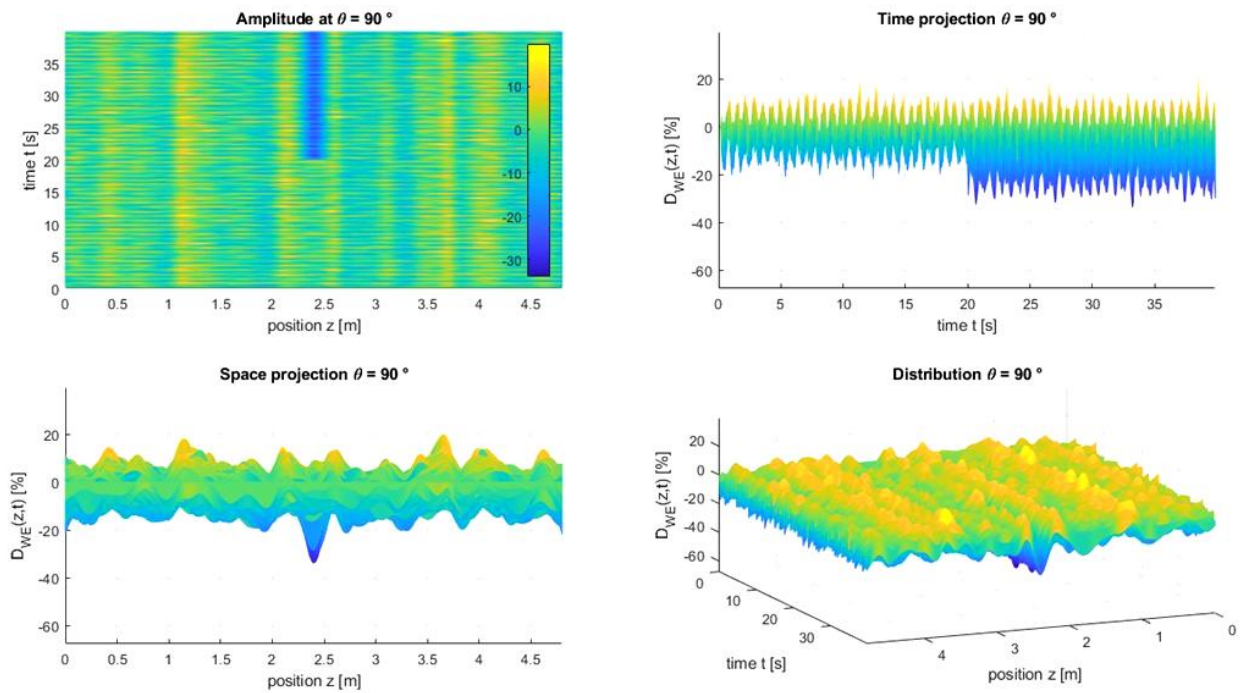 Amplitude at θ = 90 °
time t [s]
35
30
25
20
15
10
5
0
10
0
-10
-20
-30
0 0.5 1 1.5 2 2.5 3 3.5 4 4.5
position z [m]
Time projection θ = 90 °
D_WE(z,t) [%]
20
0
-20
-40
-60
0 5 10 15 20 25 30 35
time t [s]
Space projection θ = 90 °
D_WE(z,t) [%]
20
0
-20
-40
-60
0 0.5 1 1.5 2 2.5 3 3.5 4 4.5
position z [m]
Distribution θ = 90 °
D_WE(z,t) [%]
20
0
-20
-40
-60
0
10
20
30
time t [s]
4 3 2 1 0
position z [m]